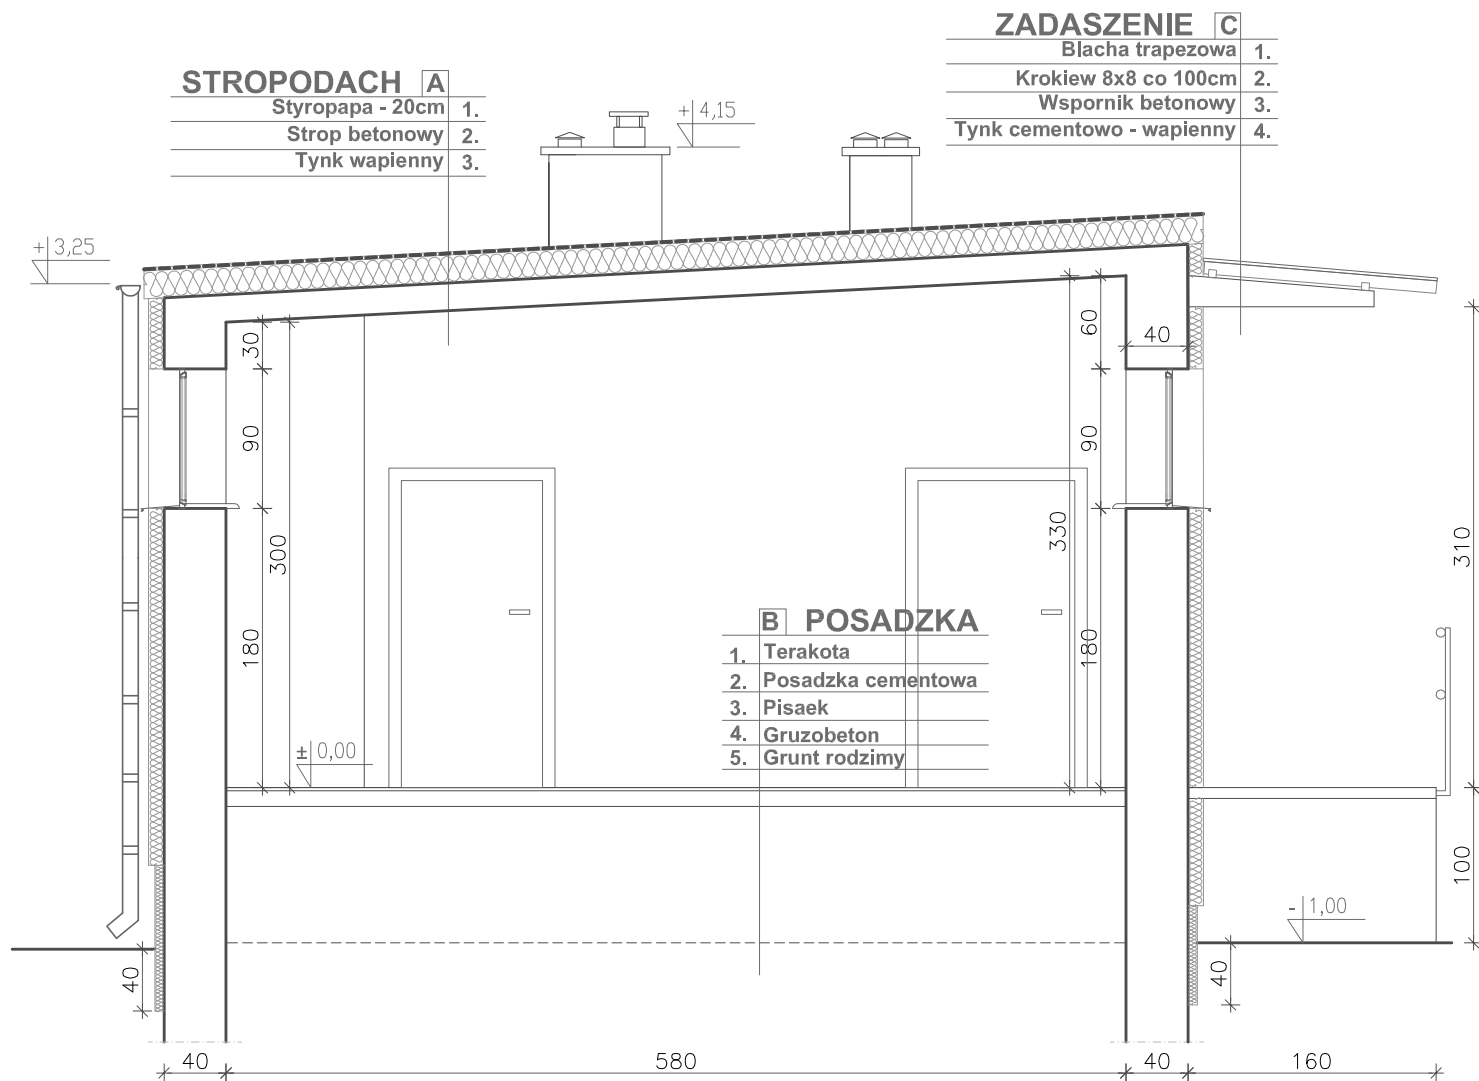 ZADASZENIE C
Blacha trapezowa 1.
Krokiew 8x8 co 100cm 2.
Wspornik betonowy 3.
Tynk cementowo - wapienny 4.
STROPODACH A
Styropapa - 20cm 1.
Strop betonowy 2.
Tynk wapienny 3.
+ 4,15
+ 3,25
30
60
40
90
90
300
330
310
180
180
B POSADZKA
1. Terakota
2. Posadzka cementowa
3. Pisaek
4. Gruzobeton
5. Grunt rodzimy
± 0,00
100
- 1,00
40
40
40
580
40
160